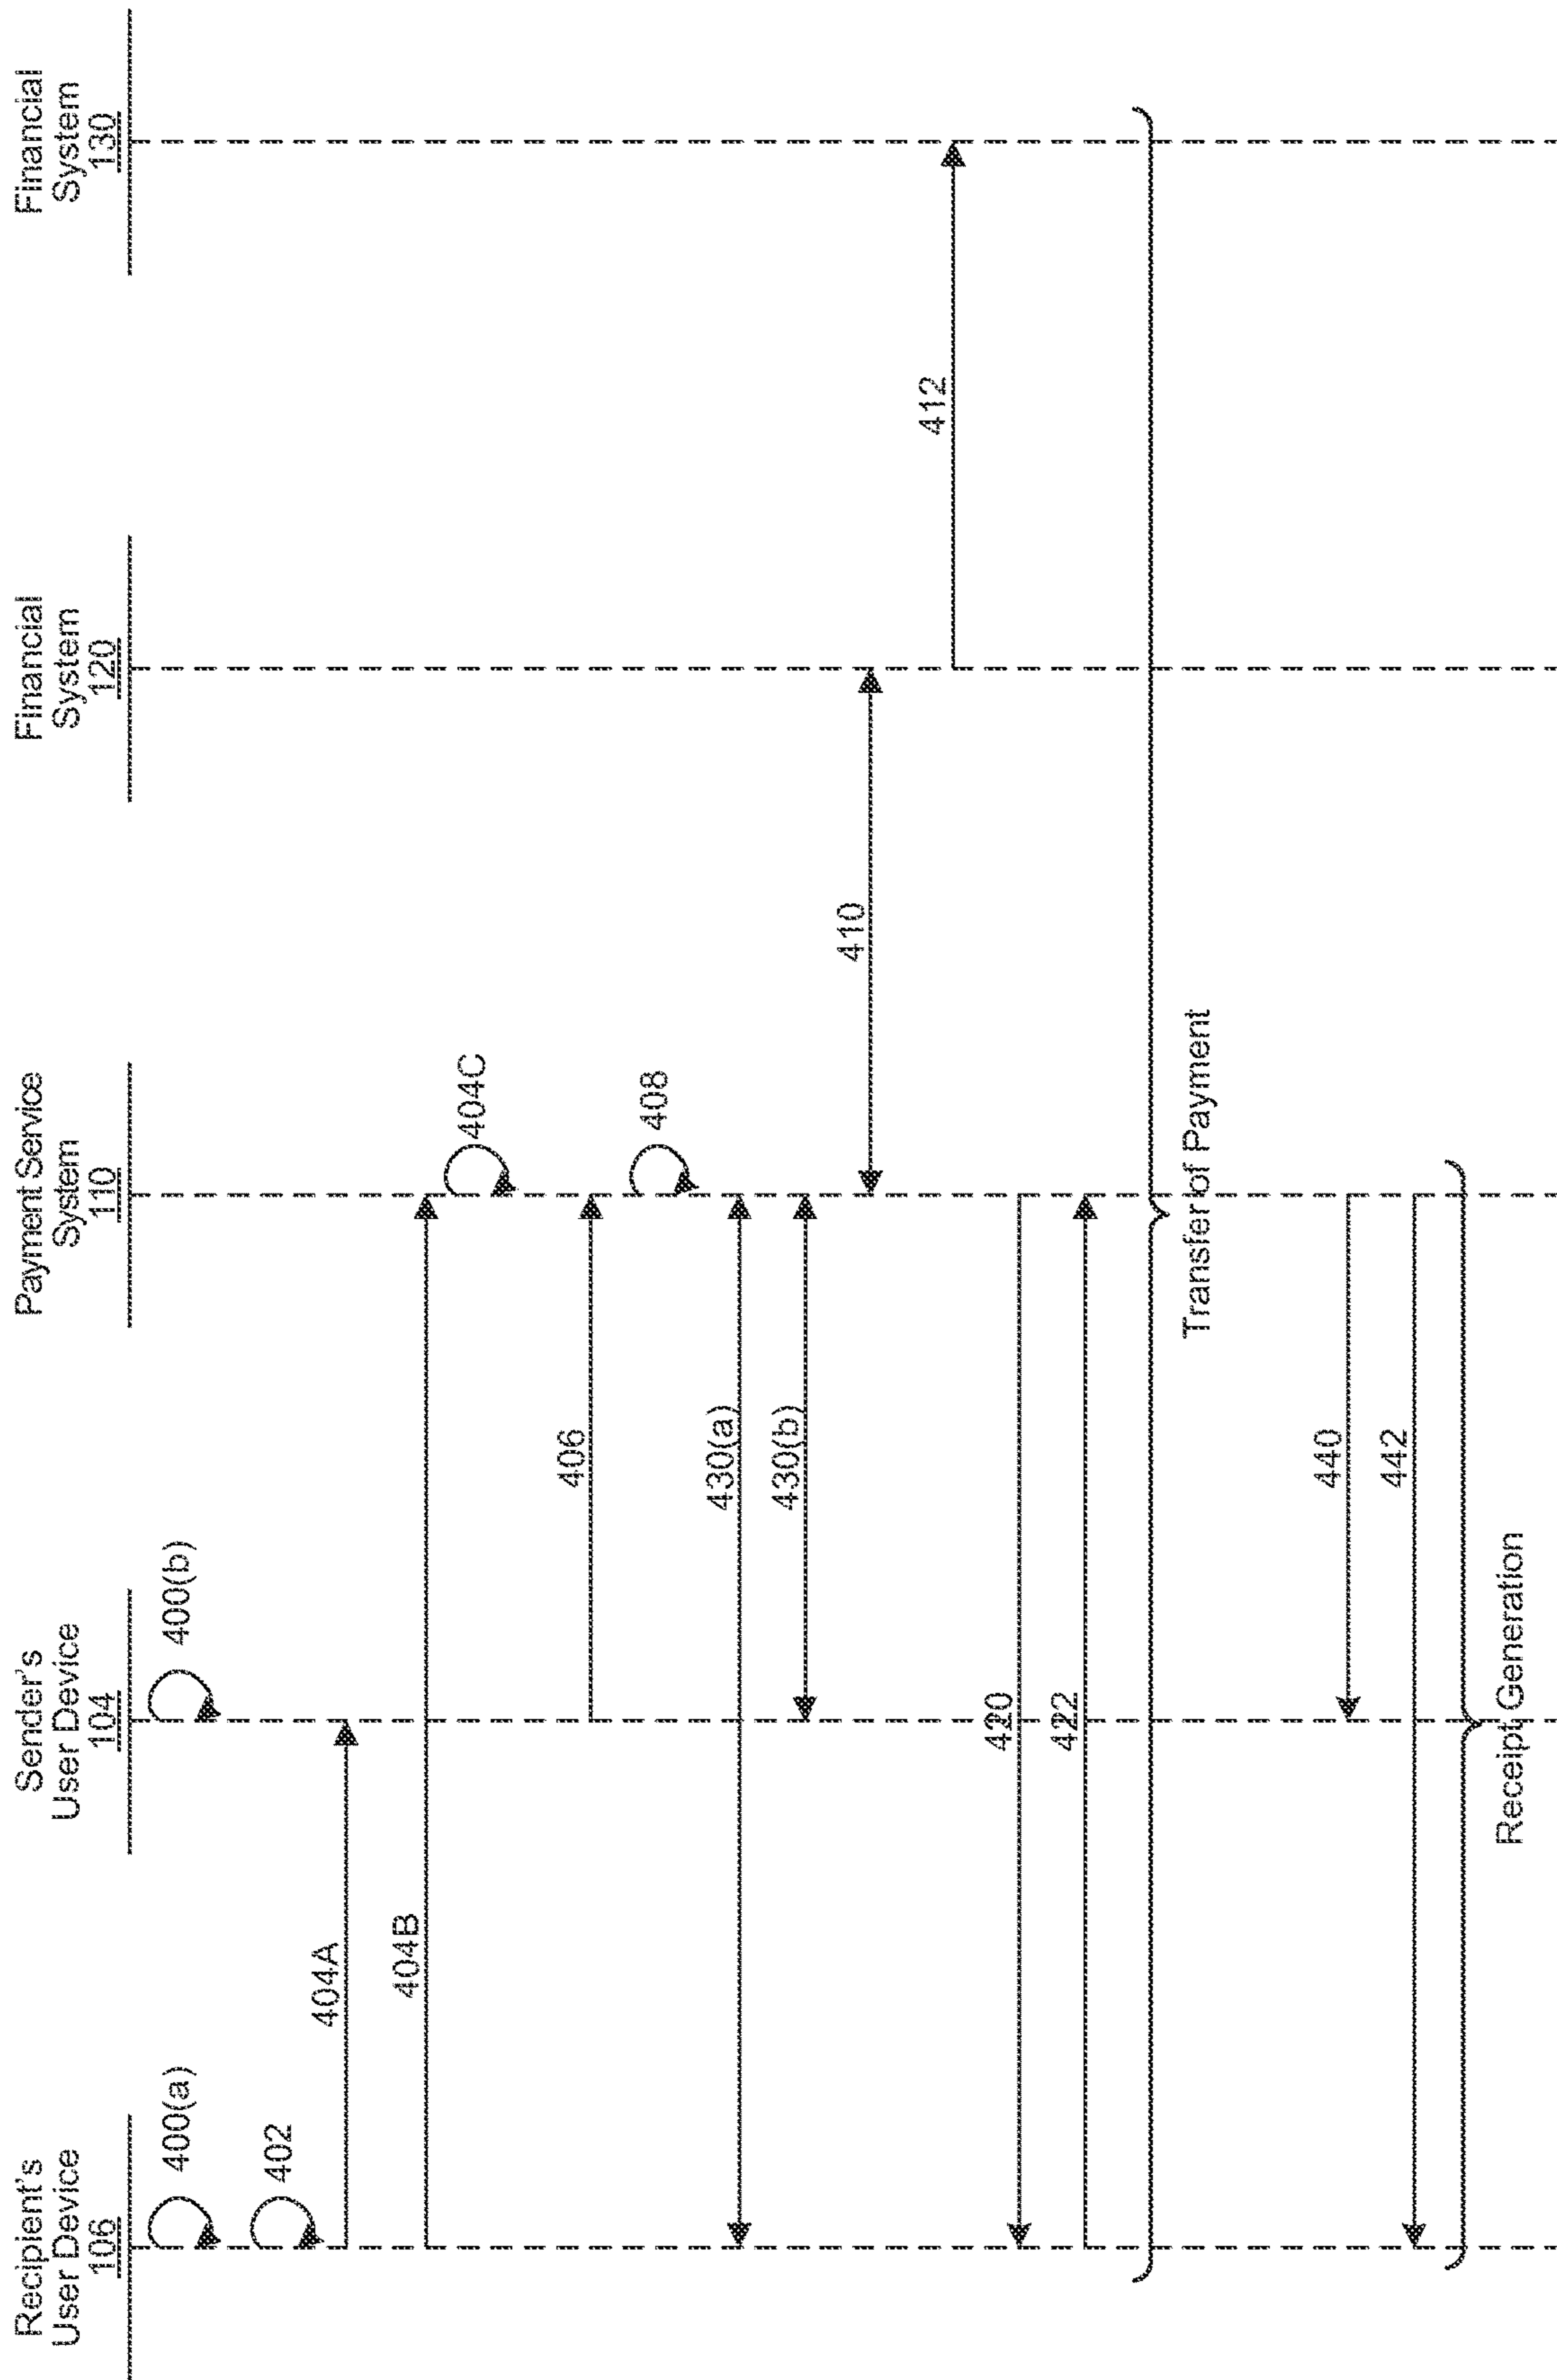 Recipient's
User Device
106
Sender's
User Device
104
Payment Service
System
110
Financial
System
120
Financial
System
130
400(a)
400(b)
402
404A
404B
404C
406
408
430(a)
430(b)
410
412
420
422
Transfer of Payment
440
442
Receipt Generation